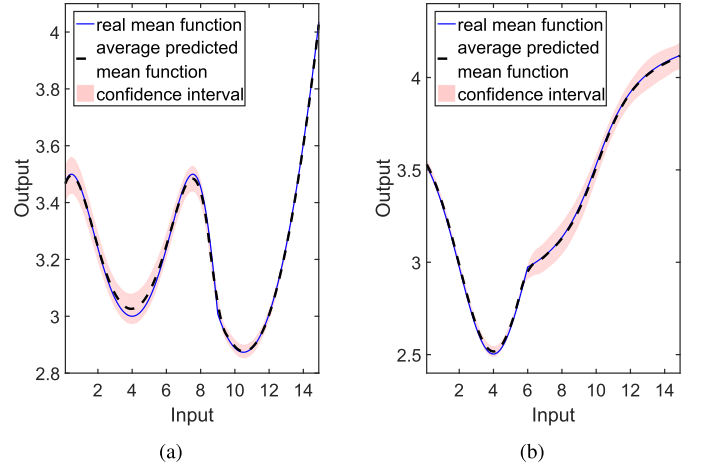 real mean function
average predicted
mean function
confidence interval
4
3.8
3.6
3.4
3.2
3
2.8
Output
2 4 6 8 10 12 14
Input
(a)
real mean function
average predicted
mean function
confidence interval
4
3.5
3
2.5
Output
2 4 6 8 10 12 14
Input
(b)